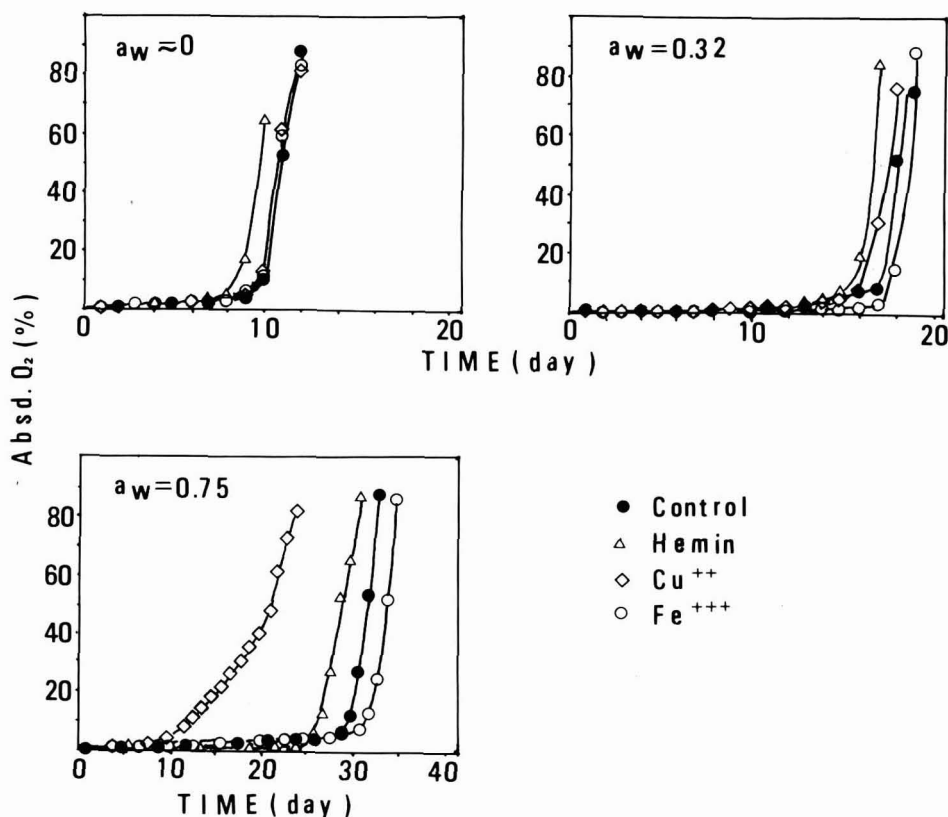 a_w ≈ 0
80
60
40
20
0
10
20
a_w = 0.32
80
60
40
20
0
10
20
TIME (day)
Absd. O₂ (%)
a_w = 0.75
80
60
40
20
0
10
20
30
40
TIME (day)
Control
Hemin
Cu⁺⁺
Fe⁺⁺⁺